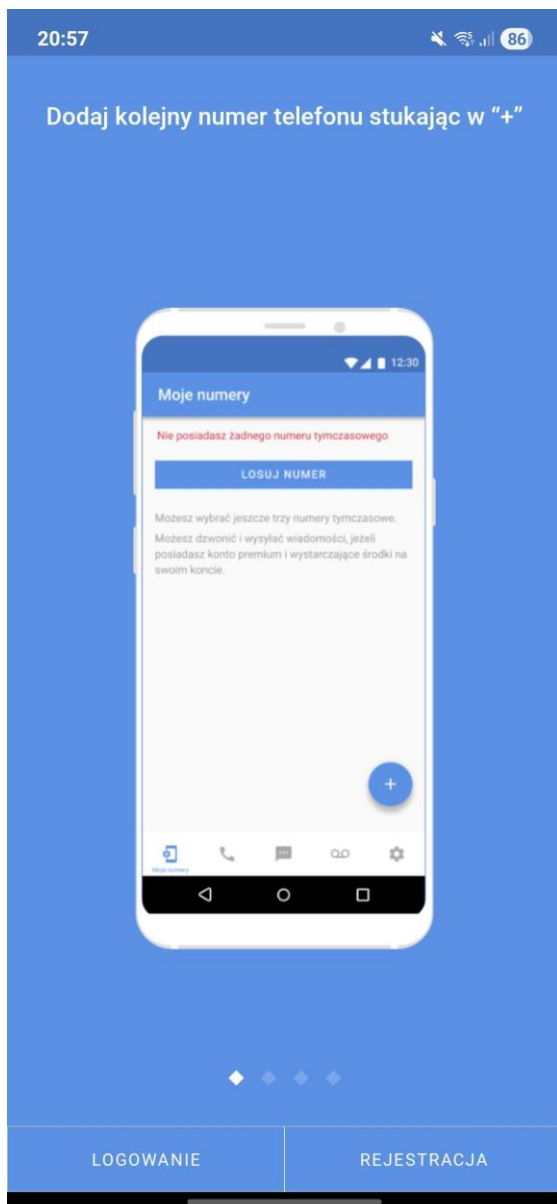 20:57
86
Dodaj kolejny numer telefonu stukając w “+”
12:30
Moje numery
Nie posiadasz żadnego numeru tymczasowego
LOSUJ NUMER
Możesz wybrać jeszcze trzy numery tymczasowe.
Możesz dzwonić i wysyłać wiadomości, jeżeli
posiadasz konto premium i wystarczające środki na
swoim koncie.
Moje numery
LOGOWANIE
REJESTRACJA